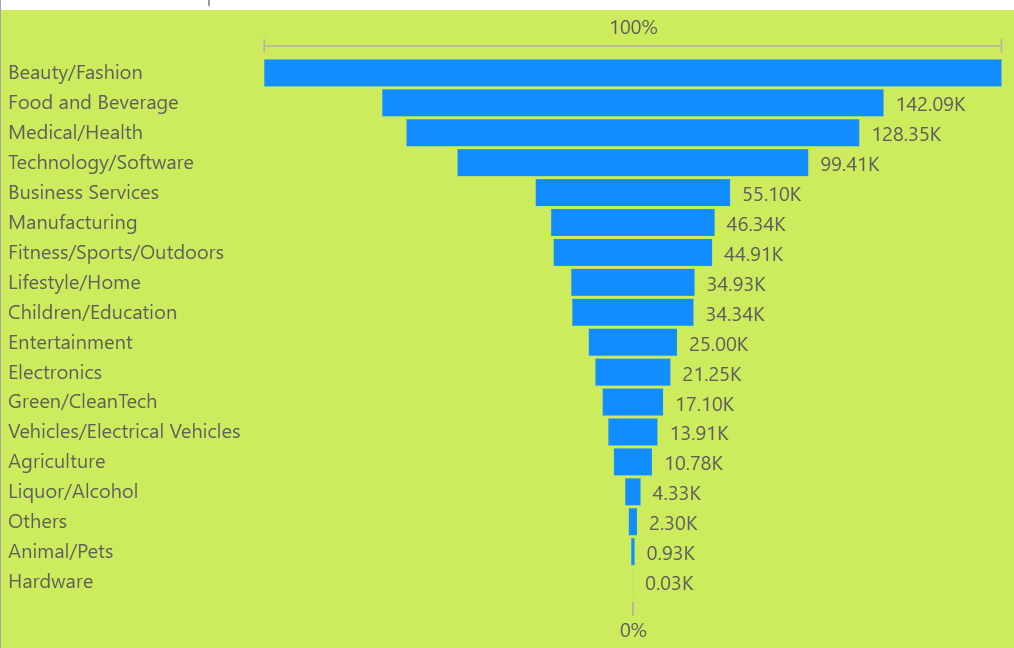 100%
Beauty/Fashion
Food and Beverage 142.09K
Medical/Health 128.35K
Technology/Software 99.41K
Business Services 55.10K
Manufacturing 46.34K
Fitness/Sports/Outdoors 44.91K
Lifestyle/Home 34.93K
Children/Education 34.34K
Entertainment 25.00K
Electronics 21.25K
Green/CleanTech 17.10K
Vehicles/Electrical Vehicles 13.91K
Agriculture 10.78K
Liquor/Alcohol 4.33K
Others 2.30K
Animal/Pets 0.93K
Hardware 0.03K
0%